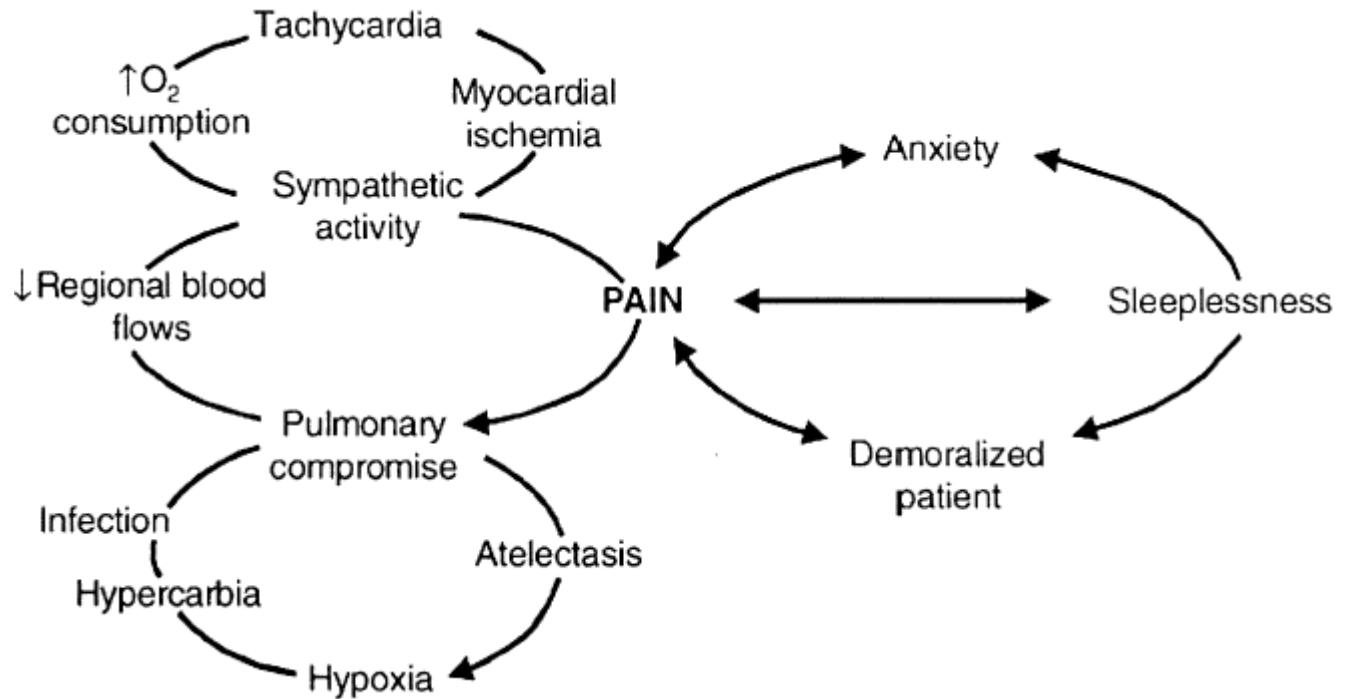 Tachycardia
↑O₂
consumption
Myocardial
ischemia
Sympathetic
activity
↓Regional blood
flows
PAIN
Anxiety
Sleeplessness
Demoralized
patient
Pulmonary
compromise
Infection
Hypercarbia
Atelectasis
Hypoxia